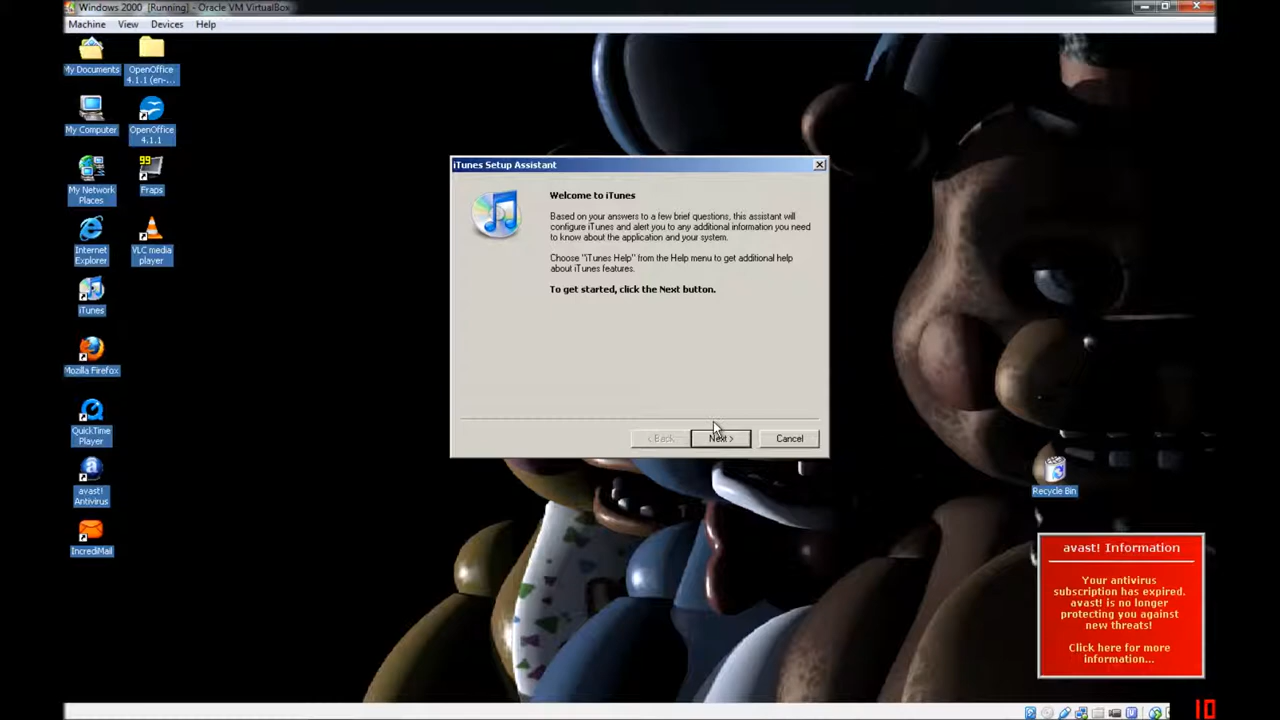 Windows 2000 [Running] - Oracle VM VirtualBox
Machine View Devices Help
My Documents
OpenOffice
4.1.1 (en-...
My Computer
OpenOffice
4.1.1
My Network
Places
99
Fraps
Internet
Explorer
VLC media
player
iTunes
Mozilla Firefox
QuickTime
Player
avast!
Antivirus
IncrediMail
iTunes Setup Assistant
Welcome to iTunes
Based on your answers to a few brief questions, this assistant will
configure iTunes and alert you to any additional information you need
to know about the application and your system.
Choose "iTunes Help" from the Help menu to get additional help
about iTunes features.
To get started, click the Next button.
< Back Next > Cancel
Recycle Bin
avast! Information
Your antivirus
subscription has expired.
avast! is no longer
protecting you against
new threats!
Click here for more
information...
10